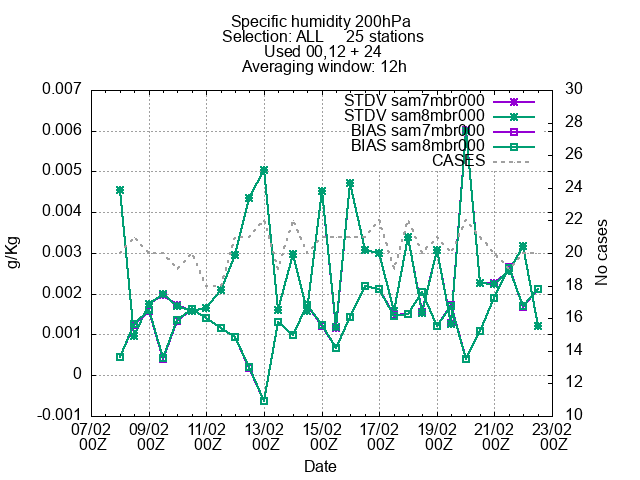 Specific humidity 200hPa
Selection: ALL 25 stations
Used 00,12 + 24
Averaging window: 12h
STDV sam7mbr000
STDV sam8mbr000
BIAS sam7mbr000
BIAS sam8mbr000
CASES
g/Kg
0.007
0.006
0.005
0.004
0.003
0.002
0.001
0
-0.001
No cases
30
28
26
24
22
20
18
16
14
12
10
07/02 09/02 11/02 13/02 15/02 17/02 19/02 21/02 23/02
00Z 00Z 00Z 00Z 00Z 00Z 00Z 00Z 00Z
Date